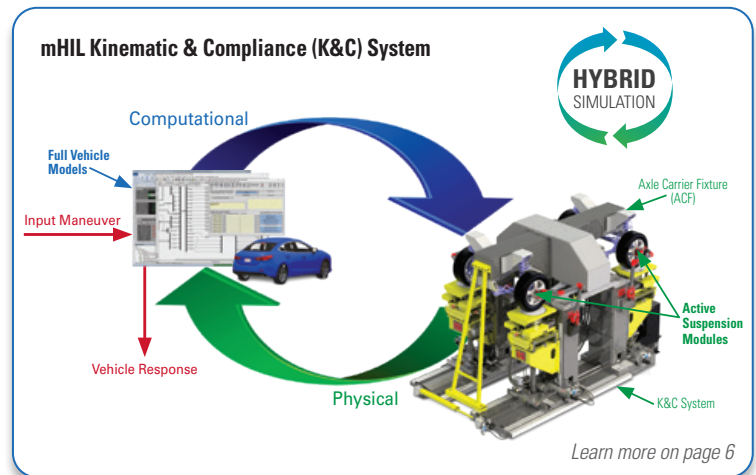 mHIL Kinematic & Compliance (K&C) System
HYBRID
SIMULATION
Computational
Full Vehicle
Models
Input Maneuver
Axle Carrier Fixture
(ACF)
Active
Suspension
Modules
Vehicle Response
Physical
K&C System
Learn more on page 6